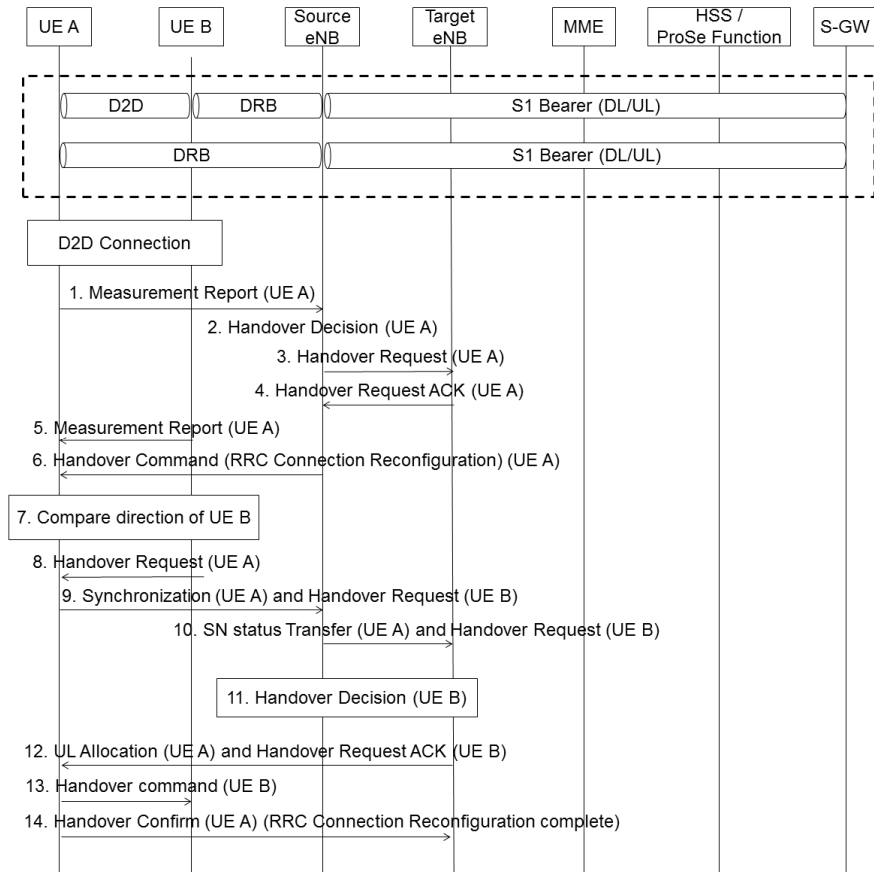 UE A
UE B
Source
eNB
Target
eNB
MME
HSS /
ProSe Function
S-GW
D2D
DRB
S1 Bearer (DL/UL)
DRB
S1 Bearer (DL/UL)
D2D Connection
1. Measurement Report (UE A)
2. Handover Decision (UE A)
3. Handover Request (UE A)
4. Handover Request ACK (UE A)
5. Measurement Report (UE A)
6. Handover Command (RRC Connection Reconfiguration) (UE A)
7. Compare direction of UE B
8. Handover Request (UE A)
9. Synchronization (UE A) and Handover Request (UE B)
10. SN status Transfer (UE A) and Handover Request (UE B)
11. Handover Decision (UE B)
12. UL Allocation (UE A) and Handover Request ACK (UE B)
13. Handover command (UE B)
14. Handover Confirm (UE A) (RRC Connection Reconfiguration complete)